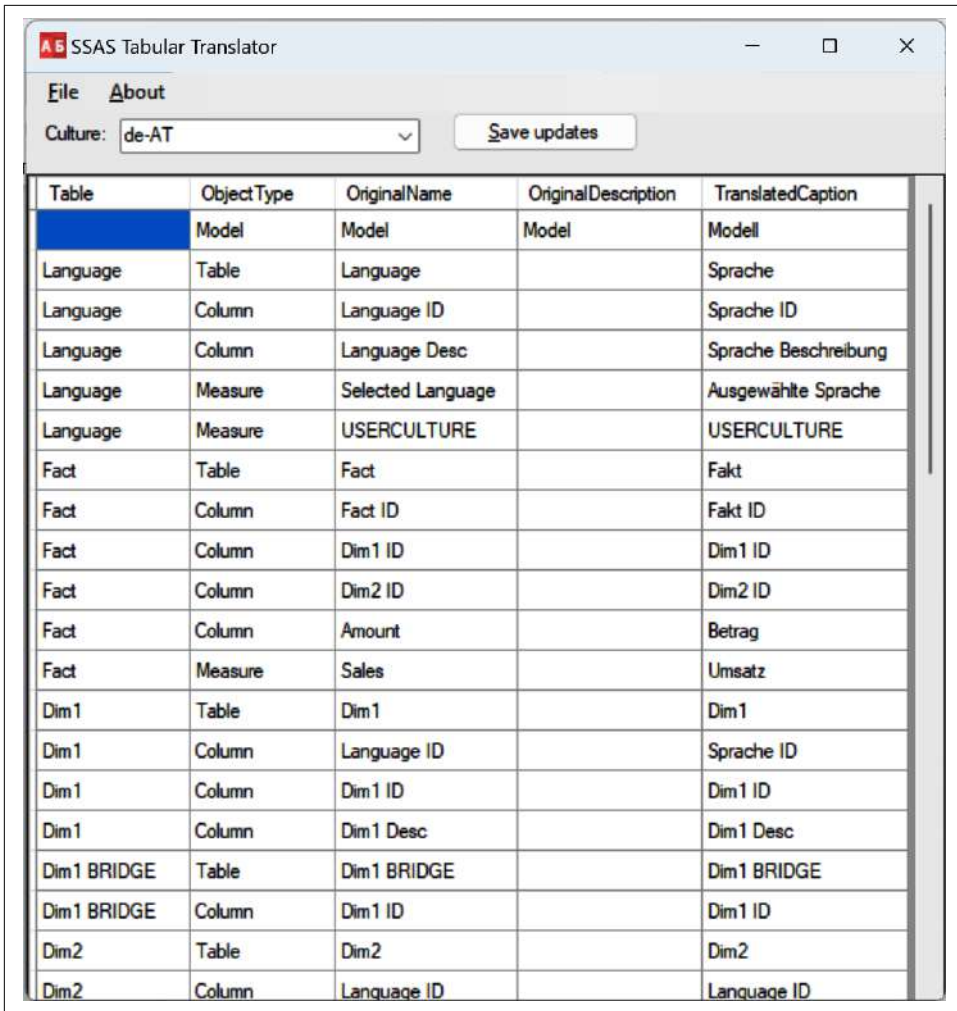 АБ SSAS Tabular Translator
File About
Culture: de-AT Save updates
Table ObjectType OriginalName OriginalDescription TranslatedCaption
Model Model Model Modell
Language Table Language Sprache
Language Column Language ID Sprache ID
Language Column Language Desc Sprache Beschreibung
Language Measure Selected Language Ausgewählte Sprache
Language Measure USERCULTURE USERCULTURE
Fact Table Fact Fakt
Fact Column Fact ID Fakt ID
Fact Column Dim1 ID Dim1 ID
Fact Column Dim2 ID Dim2 ID
Fact Column Amount Betrag
Fact Measure Sales Umsatz
Dim1 Table Dim1 Dim1
Dim1 Column Language ID Sprache ID
Dim1 Column Dim1 ID Dim1 ID
Dim1 Column Dim1 Desc Dim1 Desc
Dim1 BRIDGE Table Dim1 BRIDGE Dim1 BRIDGE
Dim1 BRIDGE Column Dim1 ID Dim1 ID
Dim2 Table Dim2 Dim2
Dim2 Column Language ID Language ID